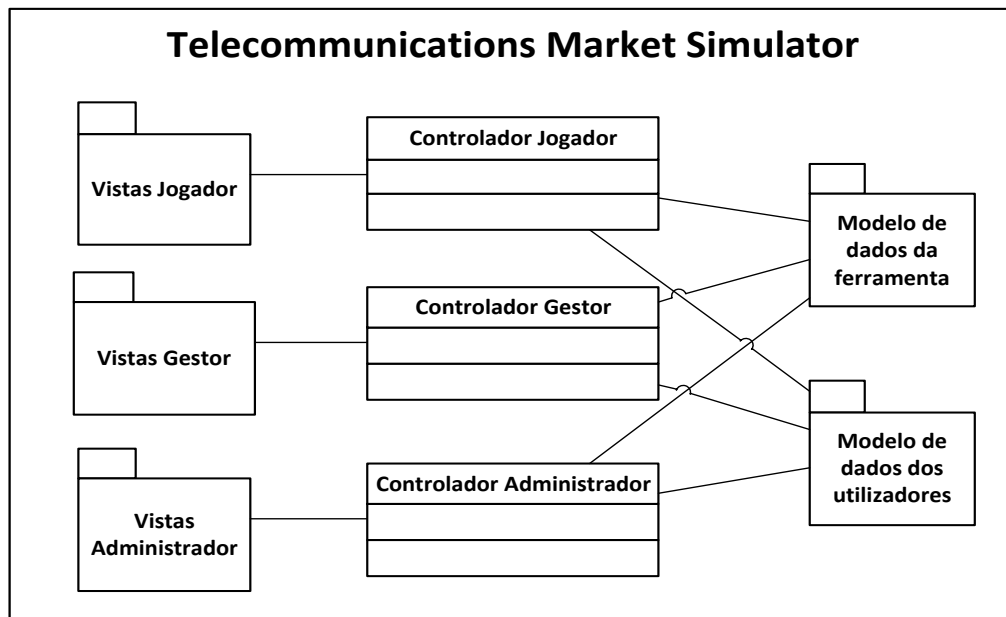 Telecommunications Market Simulator
Vistas Jogador
Controlador Jogador
Modelo de
dados da
ferramenta
Vistas Gestor
Controlador Gestor
Modelo de
dados dos
utilizadores
Vistas
Administrador
Controlador Administrador